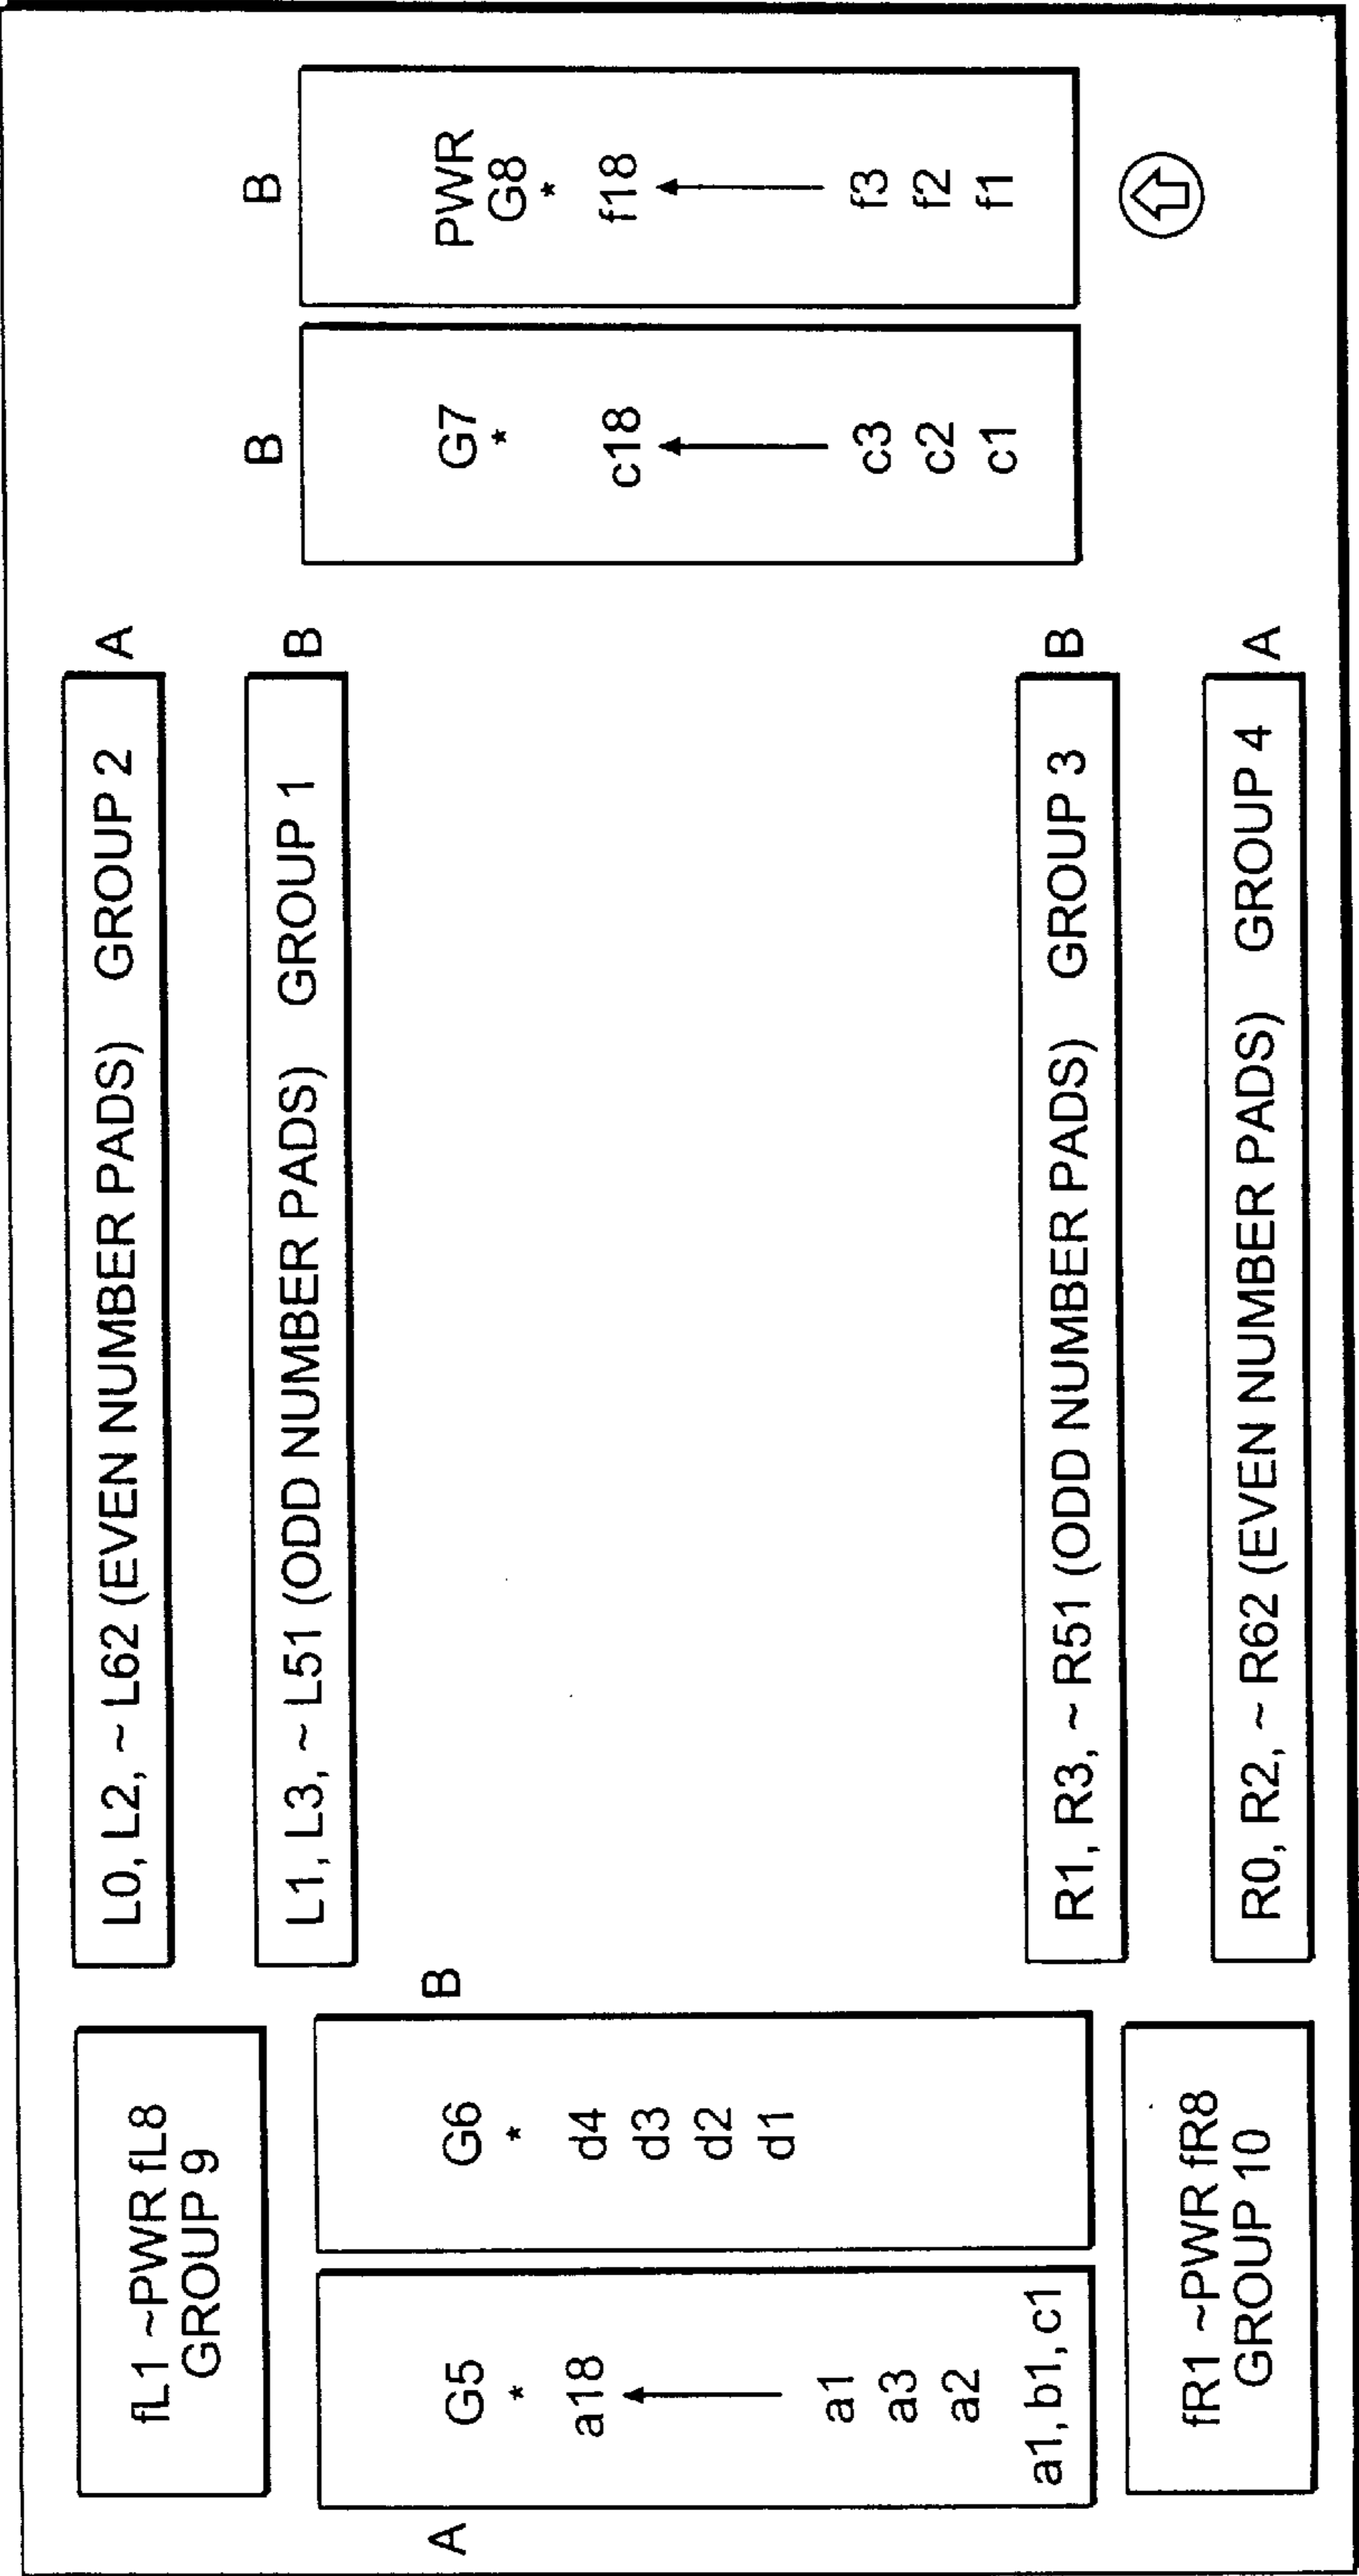 fL1 ~PWR fL8
GROUP 9
L0, L2, ~ L62 (EVEN NUMBER PADS) GROUP 2
A
L1, L3, ~ L51 (ODD NUMBER PADS) GROUP 1
B
A
G5
*
a18
a1
a3
a2
a1, b1, c1
B
G6
*
d4
d3
d2
d1
B
G7
*
c18
c3
c2
c1
B
PWR
G8
*
f18
f3
f2
f1
R1, R3, ~ R51 (ODD NUMBER PADS) GROUP 3
B
fR1 ~PWR fR8
GROUP 10
R0, R2, ~ R62 (EVEN NUMBER PADS) GROUP 4
A